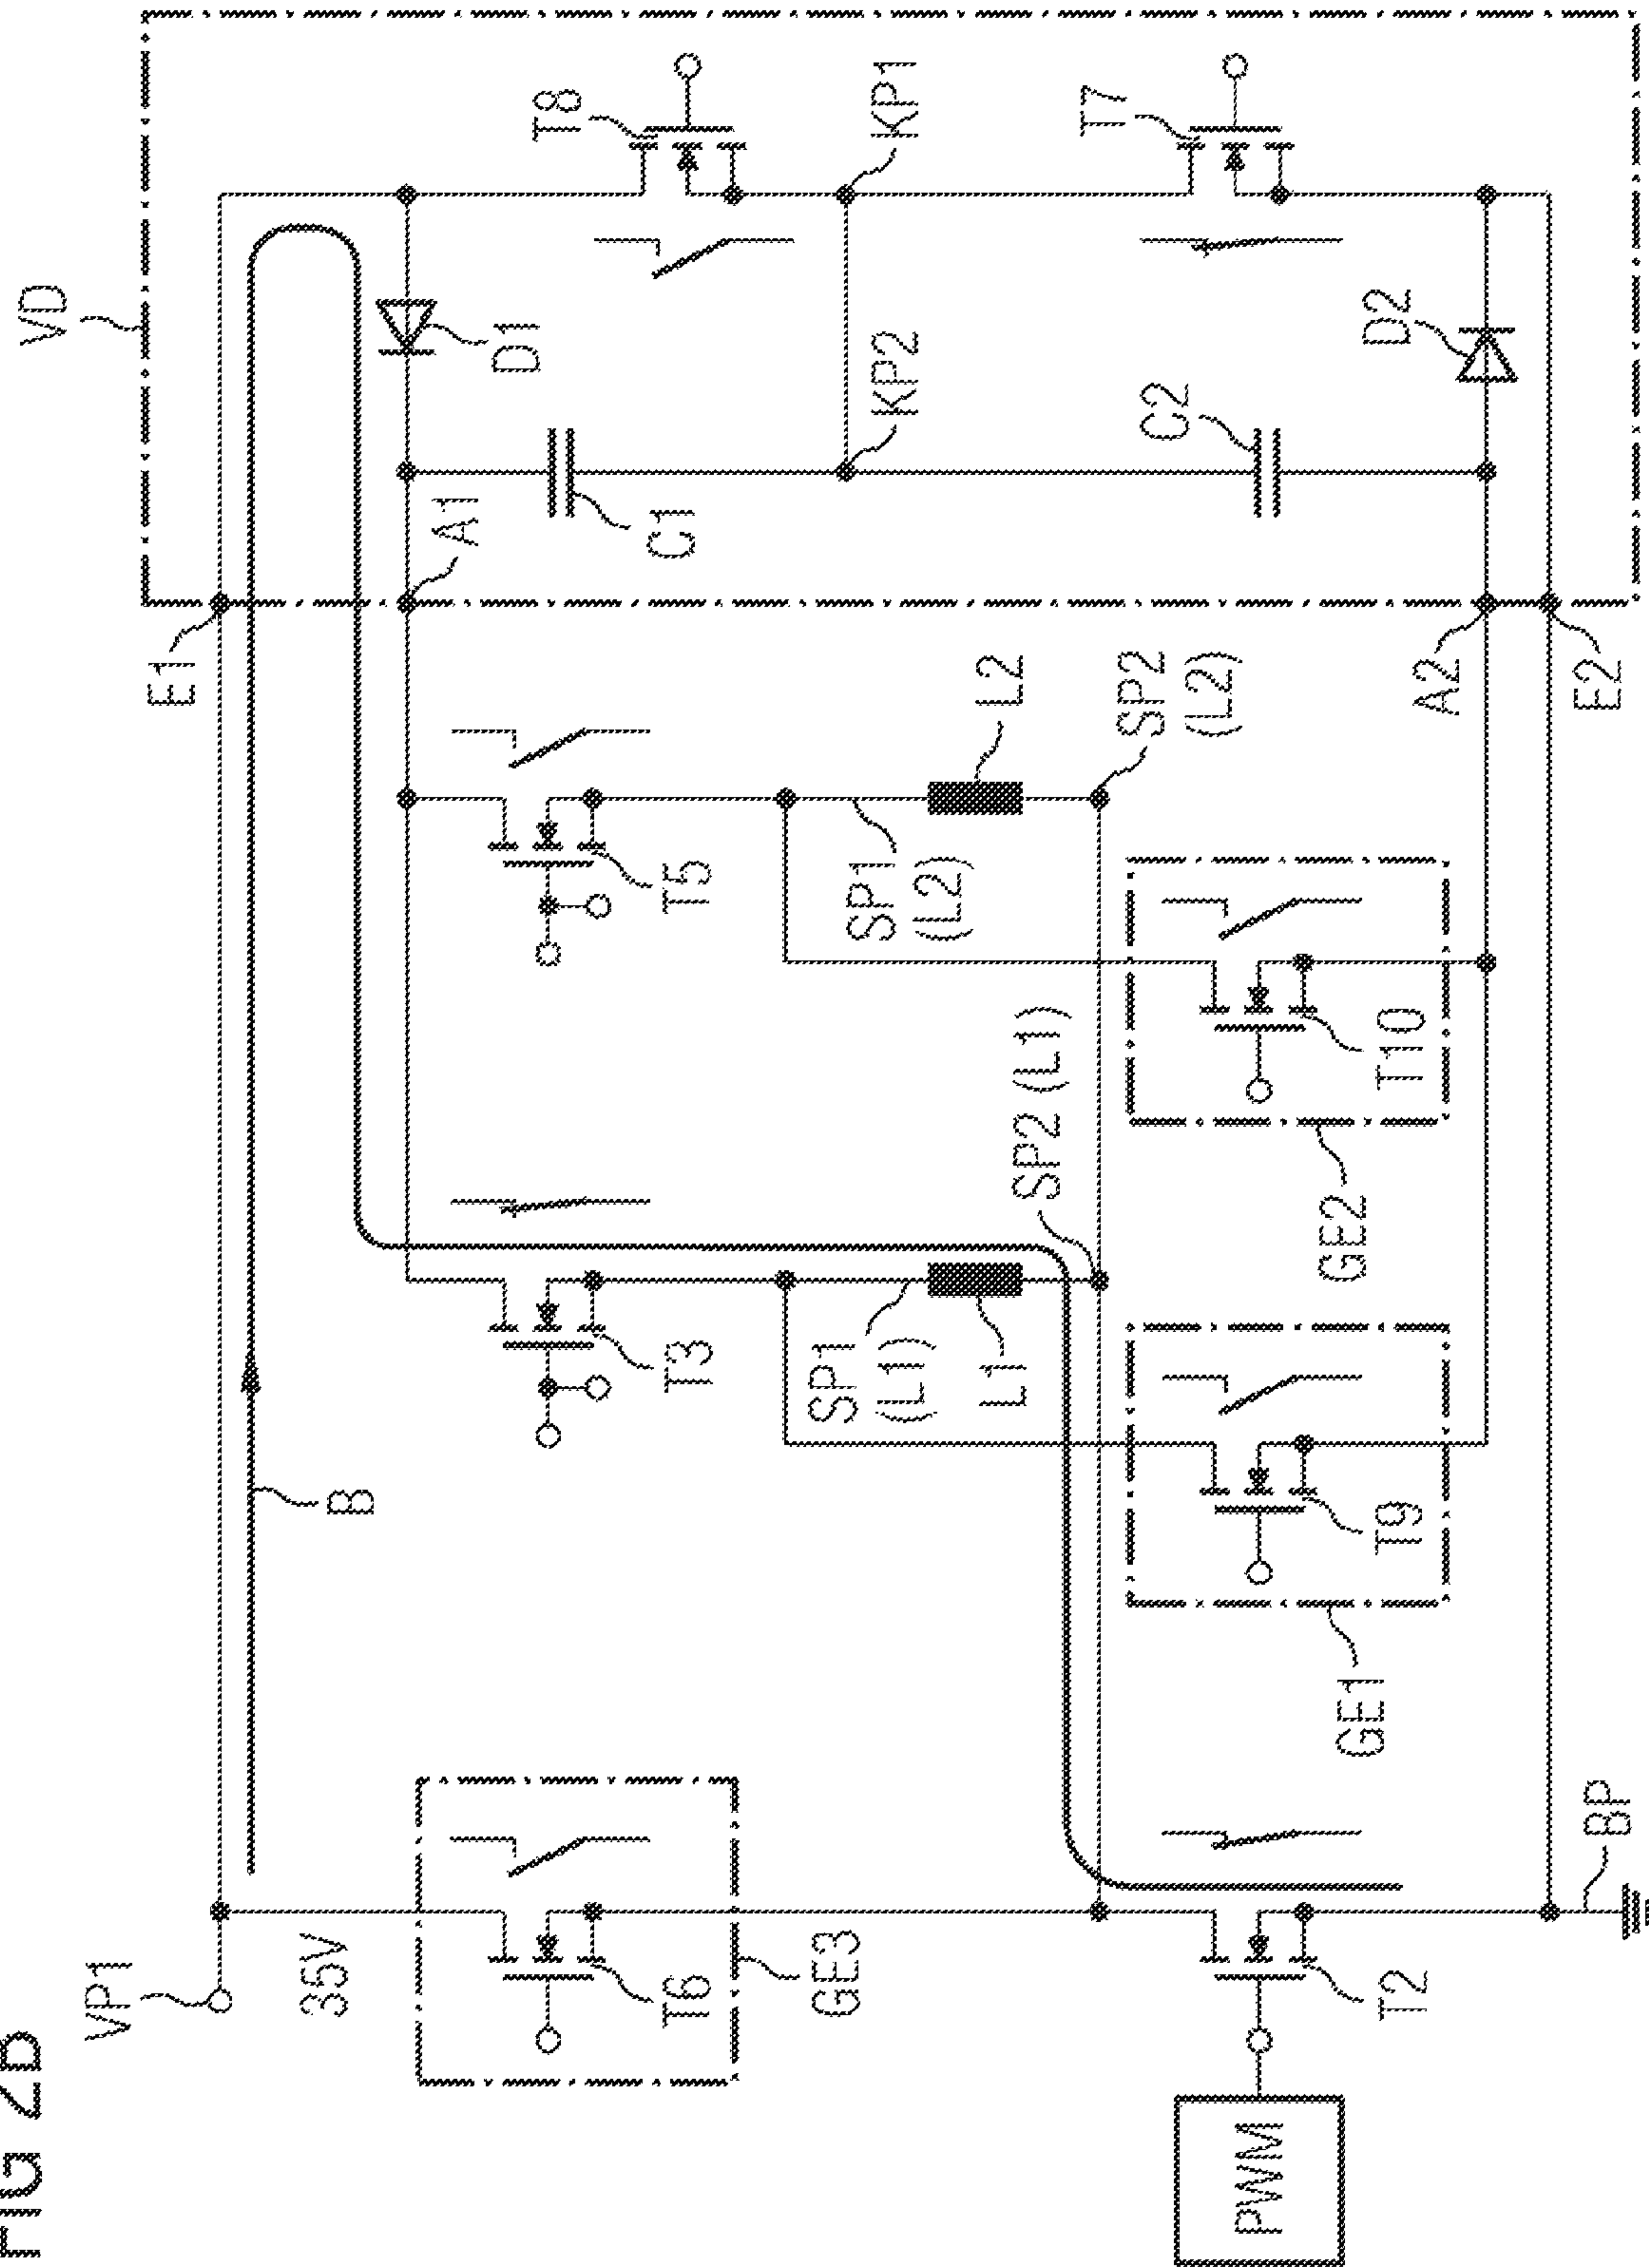 FIG 2D
VP1
35V
T6
GE3
PWM
T2
BP
B
T3
SP1
(L1)
L1
SP2 (L1)
GE1
T9
T5
SP1
(L2)
L2
SP2
(L2)
GE2
T10
E1
A1
A2
E2
VD
D1
C1
KP2
C2
D2
T8
KP1
T7